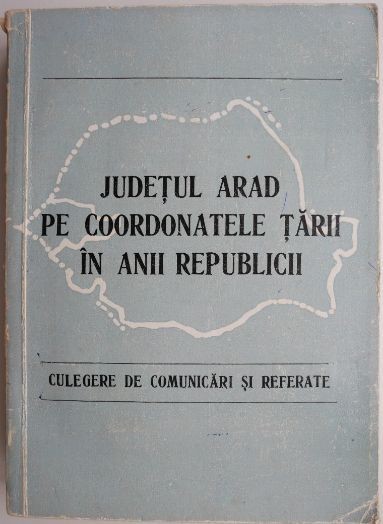 JUDEȚUL ARAD
PE COORDONATELE ȚĂRII
ÎN ANII REPUBLICII
CULEGERE DE COMUNICĂRI ȘI REFERATE